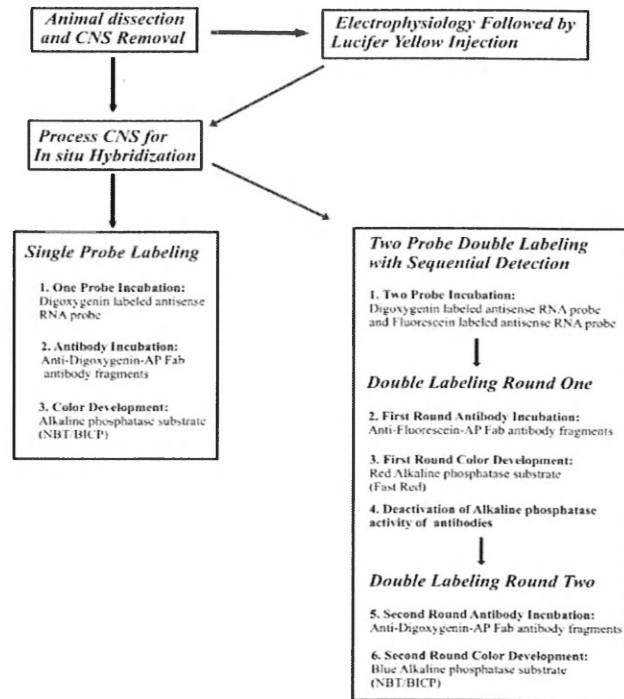 Animal dissection
and CNS Removal
Electrophysiology Followed by
Lucifer Yellow Injection
Process CNS for
In situ Hybridization
Single Probe Labeling
1. One Probe Incubation:
Digoxygenin labeled antisense
RNA probe
2. Antibody Incubation:
Anti-Digoxygenin-AP Fab
antibody fragments
3. Color Development:
Alkaline phosphatase substrate
(NBT/BICP)
Two Probe Double Labeling
with Sequential Detection
1. Two Probe Incubation:
Digoxygenin labeled antisense RNA probe
and Fluorescein labeled antisense RNA probe
Double Labeling Round One
2. First Round Antibody Incubation:
Anti-Fluorescein-AP Fab antibody fragments
3. First Round Color Development:
Red Alkaline phosphatase substrate
(Fast Red)
4. Deactivation of Alkaline phosphatase
activity of antibodies
Double Labeling Round Two
5. Second Round Antibody Incubation:
Anti-Digoxygenin-AP Fab antibody fragments
6. Second Round Color Development:
Blue Alkaline phosphatase substrate
(NBT/BICP)